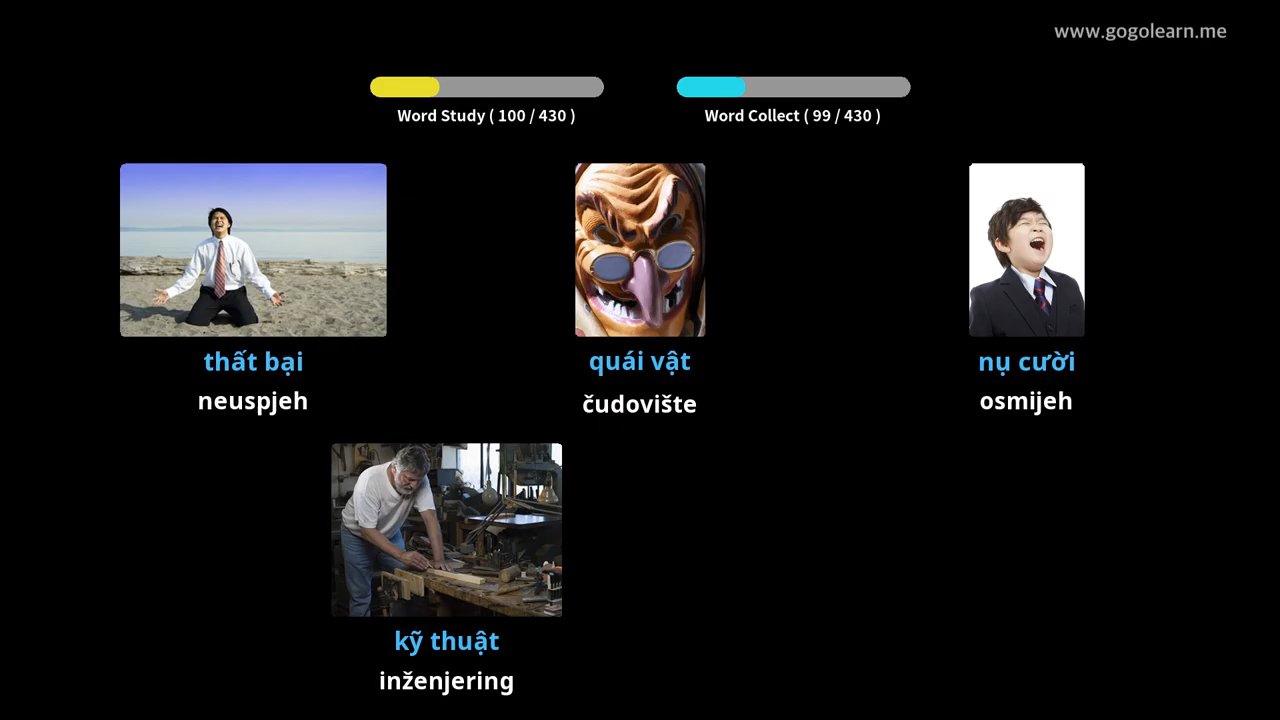 www.gogolearn.me
Word Study ( 100 / 430 )
Word Collect ( 99 / 430 )
thất bại
neuspjeh
quái vật
čudovište
nụ cười
osmijeh
kỹ thuật
inženjering